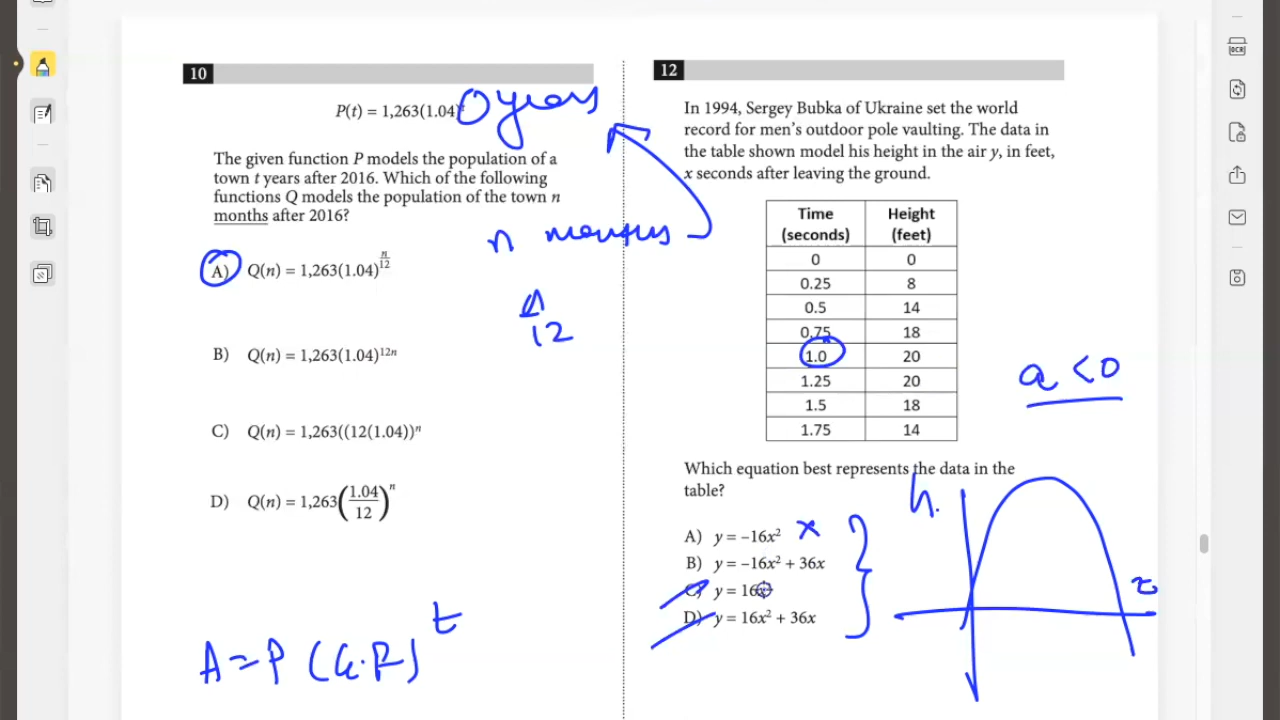 10
P(t) = 1,263(1.04)
0 years
The given function P models the population of a
town t years after 2016. Which of the following
functions Q models the population of the town n
months after 2016?
n months
A) Q(n) = 1,263(1.04)^(n/12)
12
B) Q(n) = 1,263(1.04)^(12n)
C) Q(n) = 1,263((12(1.04))^n
D) Q(n) = 1,263(1.04/12)^n
A = P (G.R)^t
12
In 1994, Sergey Bubka of Ukraine set the world
record for men's outdoor pole vaulting. The data in
the table shown model his height in the air y, in feet,
x seconds after leaving the ground.
Time (seconds) Height (feet)
0 0
0.25 8
0.5 14
0.75 18
1.0 20
1.25 20
1.5 18
1.75 14
a < 0
Which equation best represents the data in the
table?
h.
A) y = –16x² x
B) y = –16x² + 36x
C) y = 16x²
D) y = 16x² + 36x
OCR